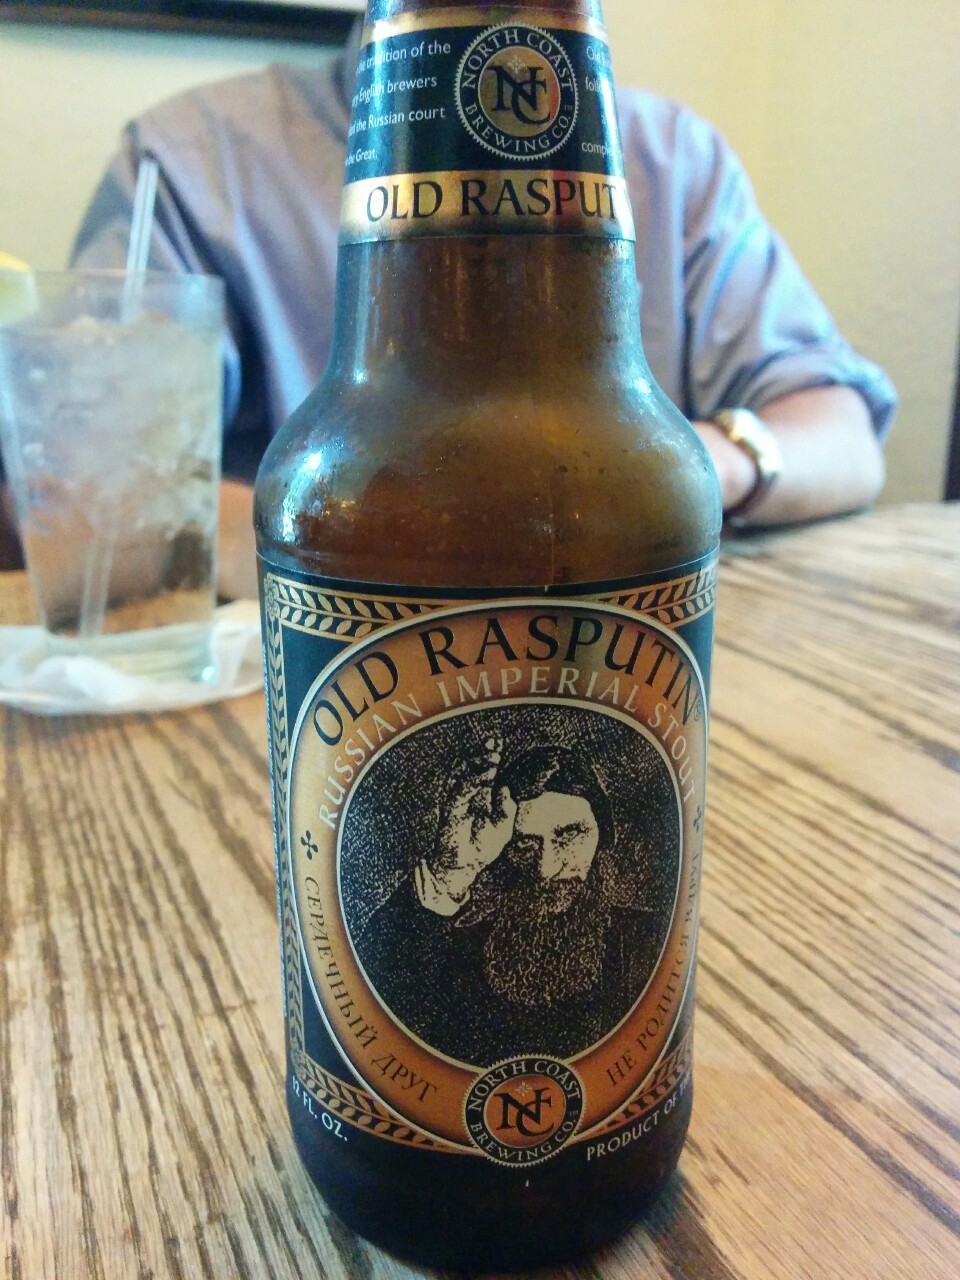 tradition of the
English brewers
the Russian court
the Great.
NORTH COAST
NC
BREWING CO.
OLD RASPUT
OLD RASPUTIN®
RUSSIAN IMPERIAL STOUT
СЕРДЕЧНЫЙ ДРУГ
НЕ РОДИТСЯ ВДРУГ
NORTH COAST
NC
BREWING CO.
12 FL. OZ.
PRODUCT OF